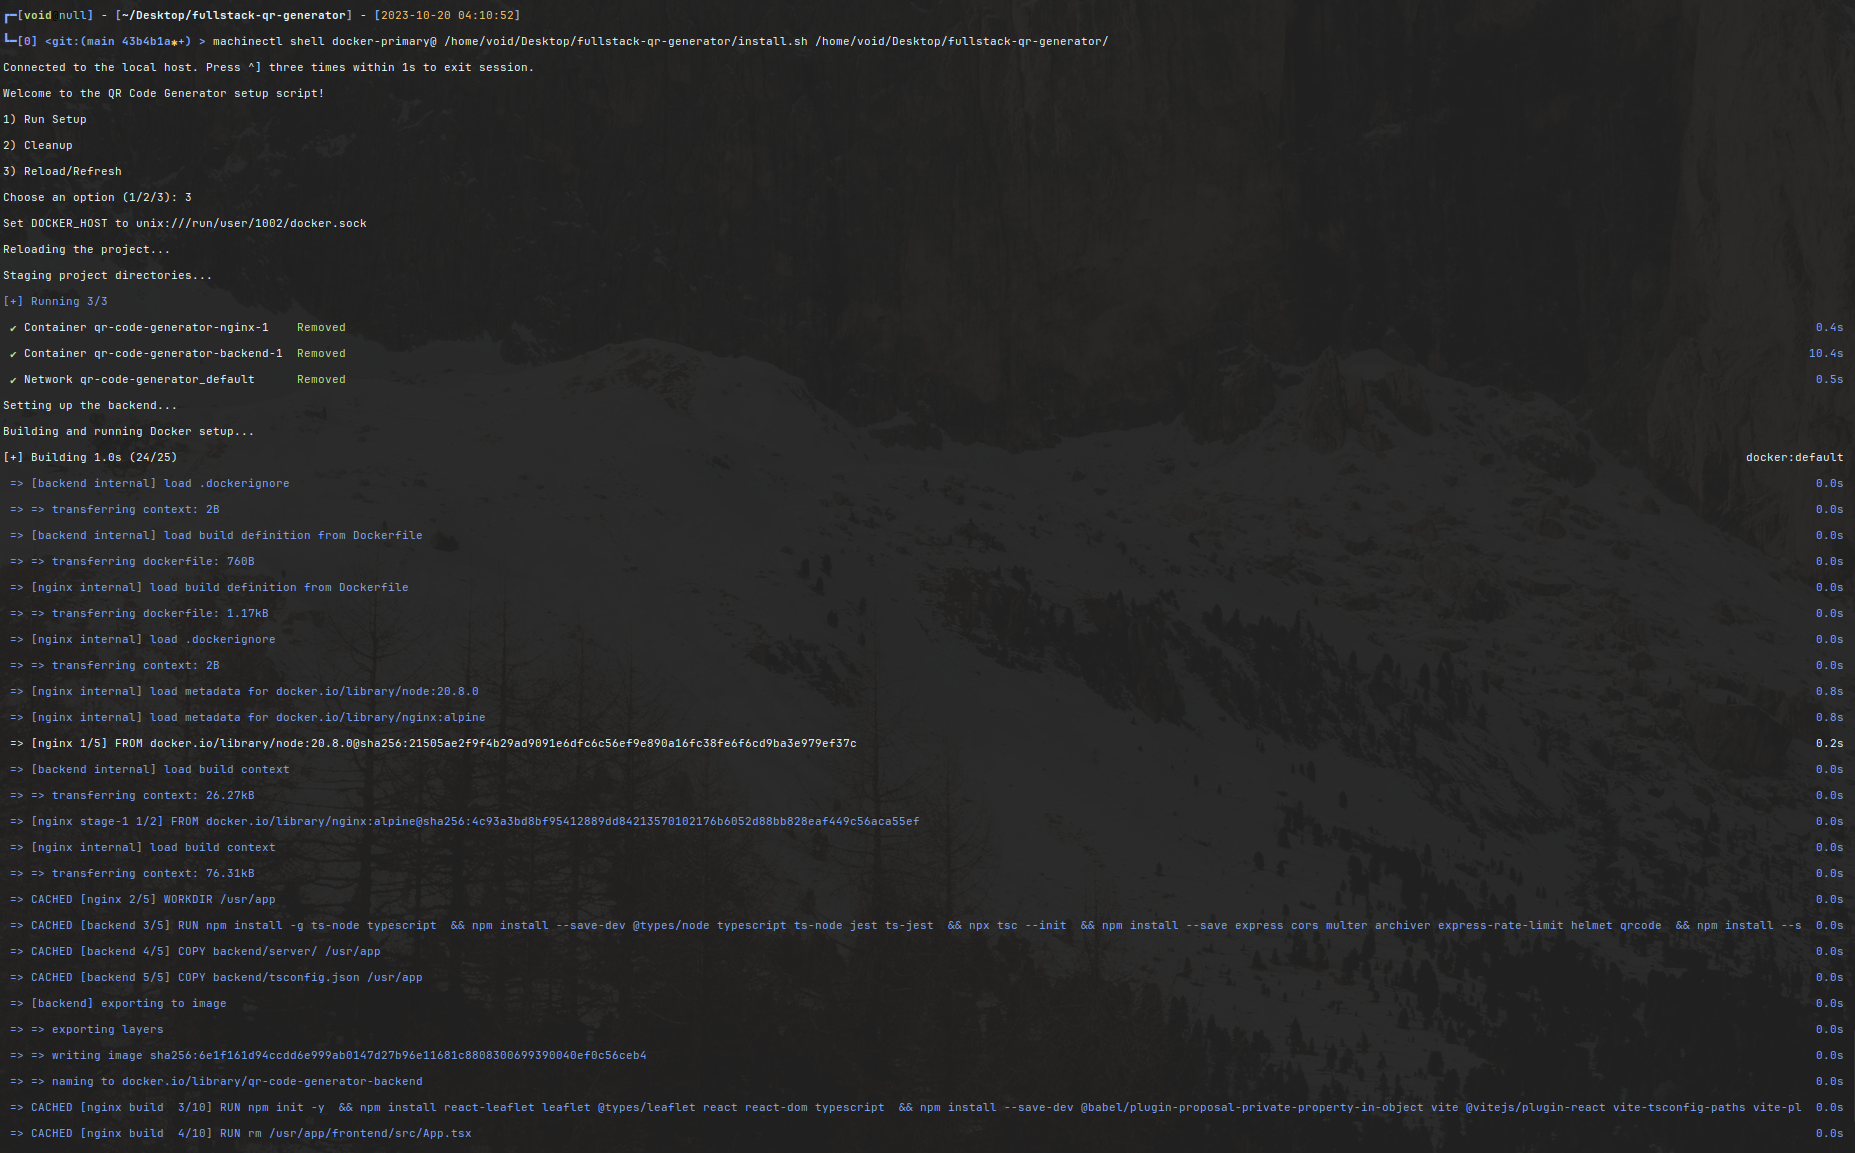 ┏━[void null] - [~/Desktop/fullstack-qr-generator] - [2023-10-20 04:10:52]
┗━[0] <git:(main 43b4b1a✱+) > machinectl shell docker-primary@ /home/void/Desktop/fullstack-qr-generator/install.sh /home/void/Desktop/fullstack-qr-generator/
Connected to the local host. Press ^] three times within 1s to exit session.
Welcome to the QR Code Generator setup script!
1) Run Setup
2) Cleanup
3) Reload/Refresh
Choose an option (1/2/3): 3
Set DOCKER_HOST to unix:///run/user/1002/docker.sock
Reloading the project...
Staging project directories...
[+] Running 3/3
✔ Container qr-code-generator-nginx-1    Removed 0.4s
✔ Container qr-code-generator-backend-1  Removed 10.4s
✔ Network qr-code-generator_default      Removed 0.5s
Setting up the backend...
Building and running Docker setup...
[+] Building 1.0s (24/25) docker:default
=> [backend internal] load .dockerignore 0.0s
=> => transferring context: 2B 0.0s
=> [backend internal] load build definition from Dockerfile 0.0s
=> => transferring dockerfile: 760B 0.0s
=> [nginx internal] load build definition from Dockerfile 0.0s
=> => transferring dockerfile: 1.17kB 0.0s
=> [nginx internal] load .dockerignore 0.0s
=> => transferring context: 2B 0.0s
=> [nginx internal] load metadata for docker.io/library/node:20.8.0 0.8s
=> [nginx internal] load metadata for docker.io/library/nginx:alpine 0.8s
=> [nginx 1/5] FROM docker.io/library/node:20.8.0@sha256:21505ae2f9f4b29ad9091e6dfc6c56ef9e890a16fc38fe6f6cd9ba3e979ef37c 0.2s
=> [backend internal] load build context 0.0s
=> => transferring context: 26.27kB 0.0s
=> [nginx stage-1 1/2] FROM docker.io/library/nginx:alpine@sha256:4c93a3bd8bf95412889dd84213570102176b6052d88bb828eaf449c56aca55ef 0.0s
=> [nginx internal] load build context 0.0s
=> => transferring context: 76.31kB 0.0s
=> CACHED [nginx 2/5] WORKDIR /usr/app 0.0s
=> CACHED [backend 3/5] RUN npm install -g ts-node typescript  && npm install --save-dev @types/node typescript ts-node jest ts-jest  && npx tsc --init  && npm install --save express cors multer archiver express-rate-limit helmet qrcode  && npm install --s 0.0s
=> CACHED [backend 4/5] COPY backend/server/ /usr/app 0.0s
=> CACHED [backend 5/5] COPY backend/tsconfig.json /usr/app 0.0s
=> [backend] exporting to image 0.0s
=> => exporting layers 0.0s
=> => writing image sha256:6e1f161d94ccdd6e999ab0147d27b96e11681c8808300699390040ef0c56ceb4 0.0s
=> => naming to docker.io/library/qr-code-generator-backend 0.0s
=> CACHED [nginx build  3/10] RUN npm init -y  && npm install react-leaflet leaflet @types/leaflet react react-dom typescript  && npm install --save-dev @babel/plugin-proposal-private-property-in-object vite @vitejs/plugin-react vite-tsconfig-paths vite-pl 0.0s
=> CACHED [nginx build  4/10] RUN rm /usr/app/frontend/src/App.tsx 0.0s